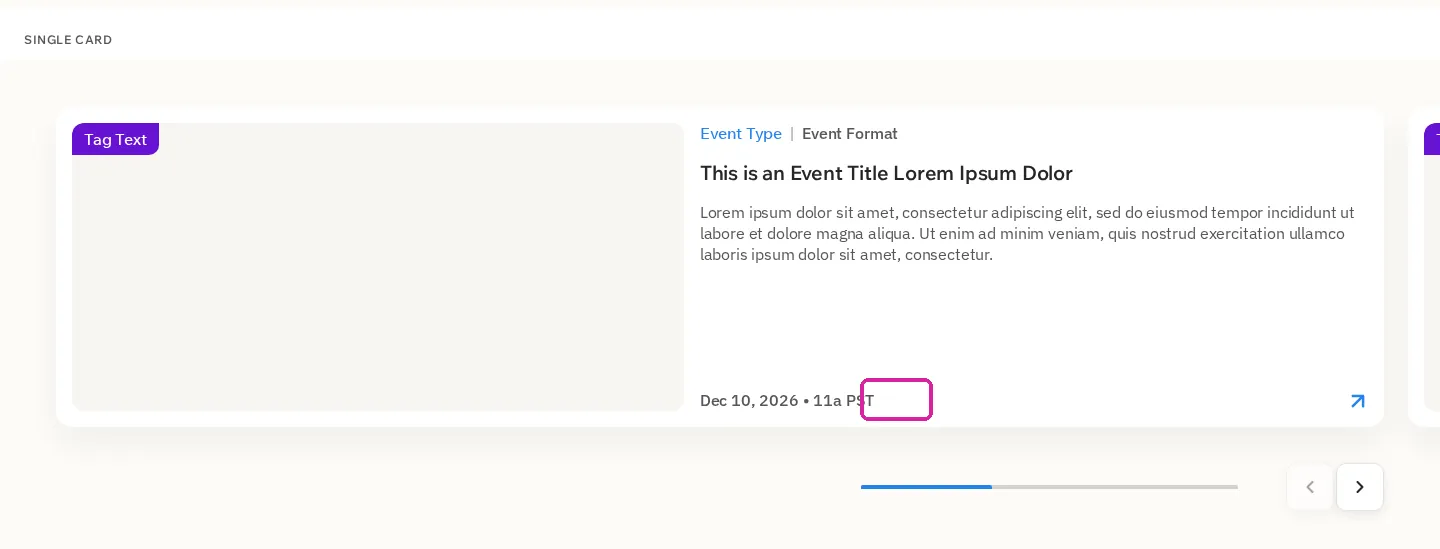 SINGLE CARD
Tag Text
Event Type | Event Format
This is an Event Title Lorem Ipsum Dolor
Lorem ipsum dolor sit amet, consectetur adipiscing elit, sed do eiusmod tempor incididunt ut
labore et dolore magna aliqua. Ut enim ad minim veniam, quis nostrud exercitation ullamco
laboris ipsum dolor sit amet, consectetur.
Dec 10, 2026 • 11a PST